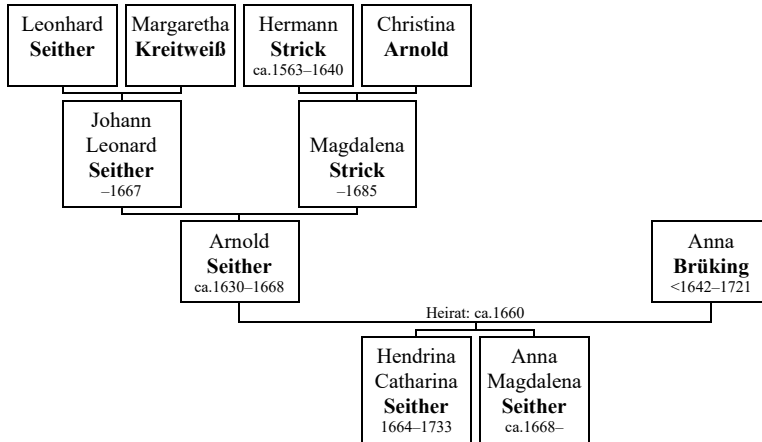 Leonhard
Seither
Margaretha
Kreitweiß
Hermann
Strick
ca.1563–1640
Christina
Arnold
Johann
Leonard
Seither
–1667
Magdalena
Strick
–1685
Arnold
Seither
ca.1630–1668
Anna
Brüking
<1642–1721
Heirat: ca.1660
Hendrina
Catharina
Seither
1664–1733
Anna
Magdalena
Seither
ca.1668–